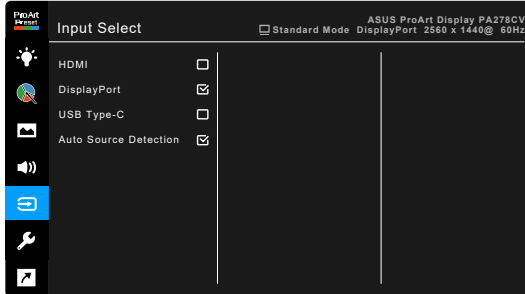 ProArt
Preset
Input Select
ASUS ProArt Display PA278CV
Standard Mode DisplayPort 2560 x 1440@ 60Hz
HDMI
DisplayPort
USB Type-C
Auto Source Detection